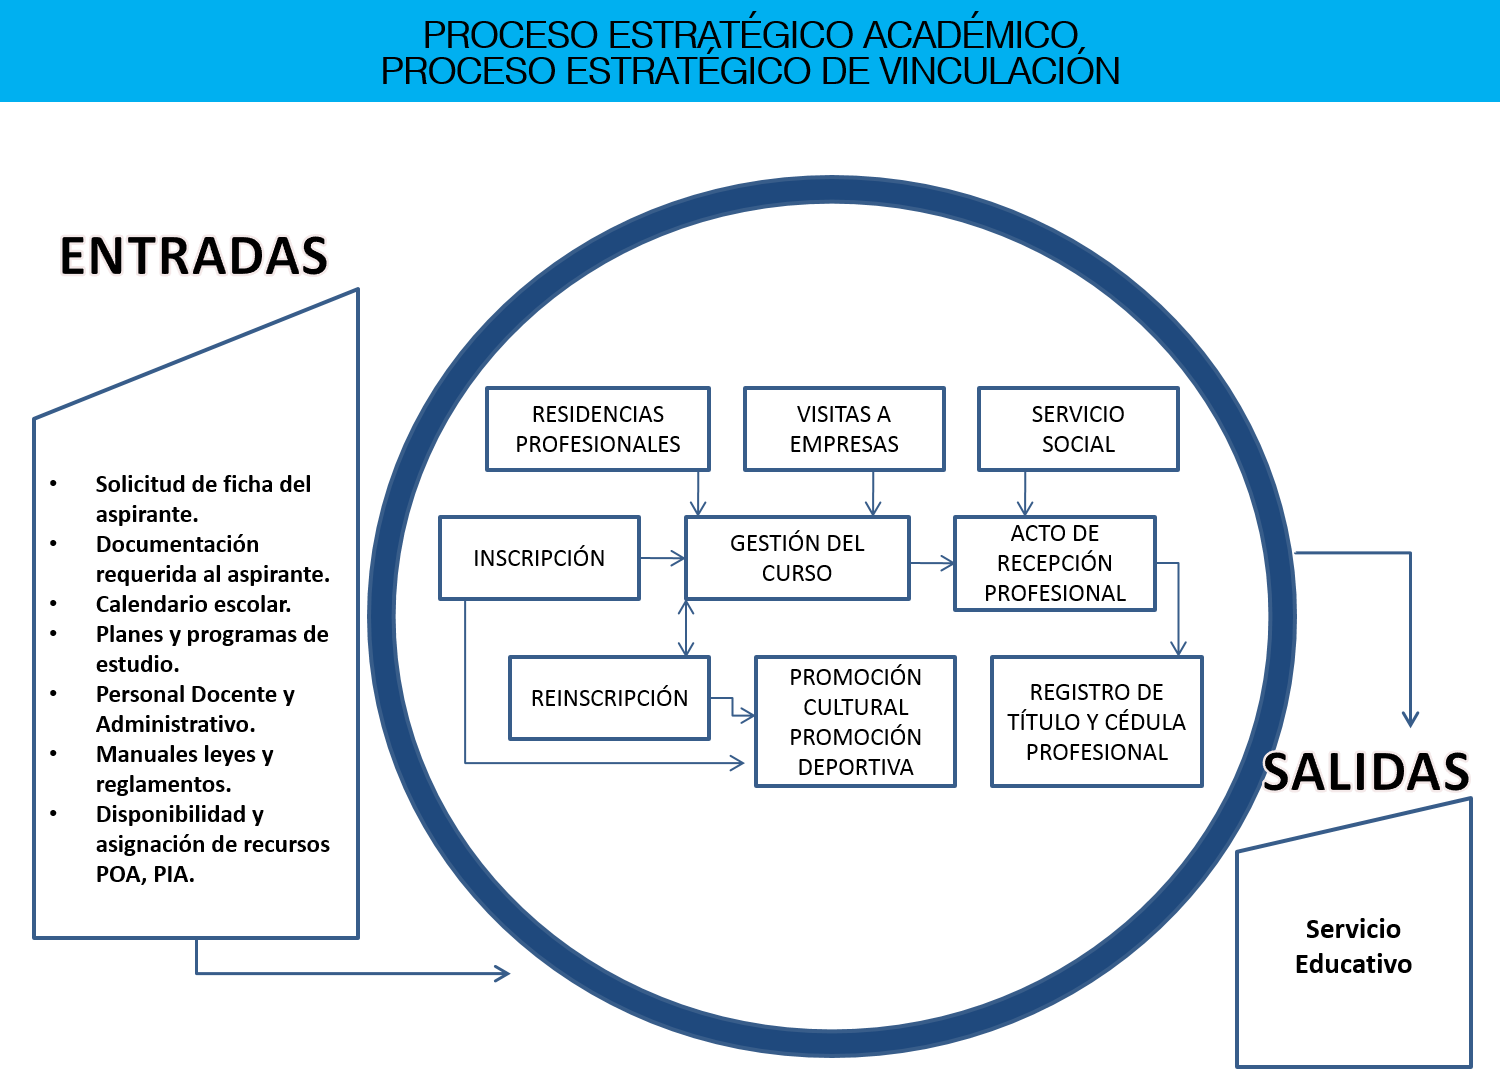 PROCESO ESTRATÉGICO ACADÉMICO,
PROCESO ESTRATÉGICO DE VINCULACIÓN
ENTRADAS
• Solicitud de ficha del
aspirante.
• Documentación
requerida al aspirante.
• Calendario escolar.
• Planes y programas de
estudio.
• Personal Docente y
Administrativo.
• Manuales leyes y
reglamentos.
• Disponibilidad y
asignación de recursos
POA, PIA.
RESIDENCIAS
PROFESIONALES
VISITAS A
EMPRESAS
SERVICIO
SOCIAL
INSCRIPCIÓN
GESTIÓN DEL
CURSO
ACTO DE
RECEPCIÓN
PROFESIONAL
REINSCRIPCIÓN
PROMOCIÓN
CULTURAL
PROMOCIÓN
DEPORTIVA
REGISTRO DE
TÍTULO Y CÉDULA
PROFESIONAL
SALIDAS
Servicio
Educativo